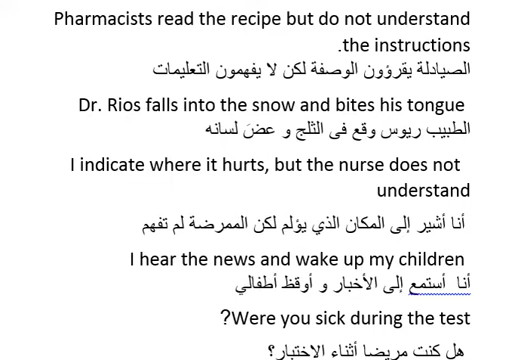 Pharmacists read the recipe but do not understand
.the instructions
الصيادلة يقرؤون الوصفة لكن لا يفهمون التعليمات
Dr. Rios falls into the snow and bites his tongue
الطبيب ريوس وقع فى الثلج و عضَ لسانه
I indicate where it hurts, but the nurse does not
understand
أنا أشير إلى المكان الذي يؤلم لكن الممرضة لم تفهم
I hear the news and wake up my children
أنا أستمع إلى الأخبار و أوقظ أطفالي
?Were you sick during the test
هل كنت مريضا أثناء الاختبار؟